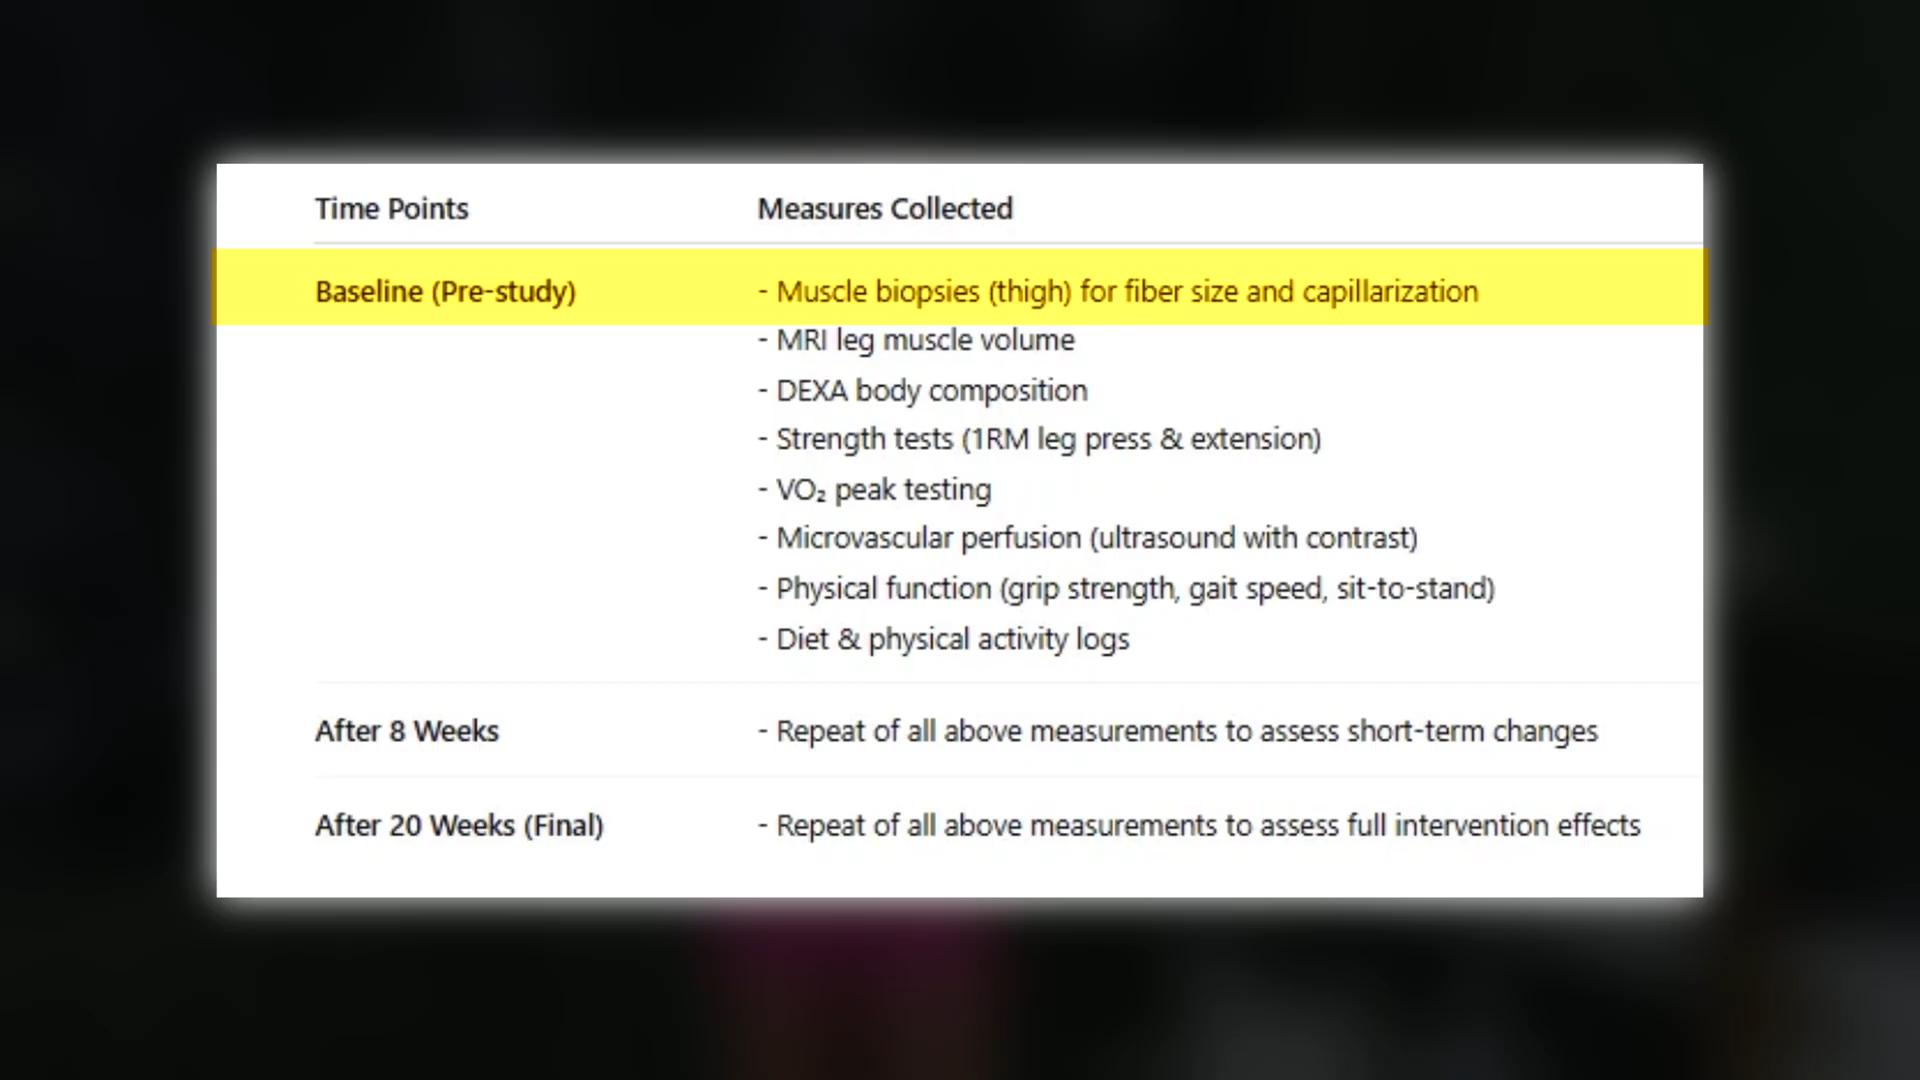 Time Points Measures Collected
Baseline (Pre-study) - Muscle biopsies (thigh) for fiber size and capillarization
- MRI leg muscle volume
- DEXA body composition
- Strength tests (1RM leg press & extension)
- VO₂ peak testing
- Microvascular perfusion (ultrasound with contrast)
- Physical function (grip strength, gait speed, sit-to-stand)
- Diet & physical activity logs
After 8 Weeks - Repeat of all above measurements to assess short-term changes
After 20 Weeks (Final) - Repeat of all above measurements to assess full intervention effects